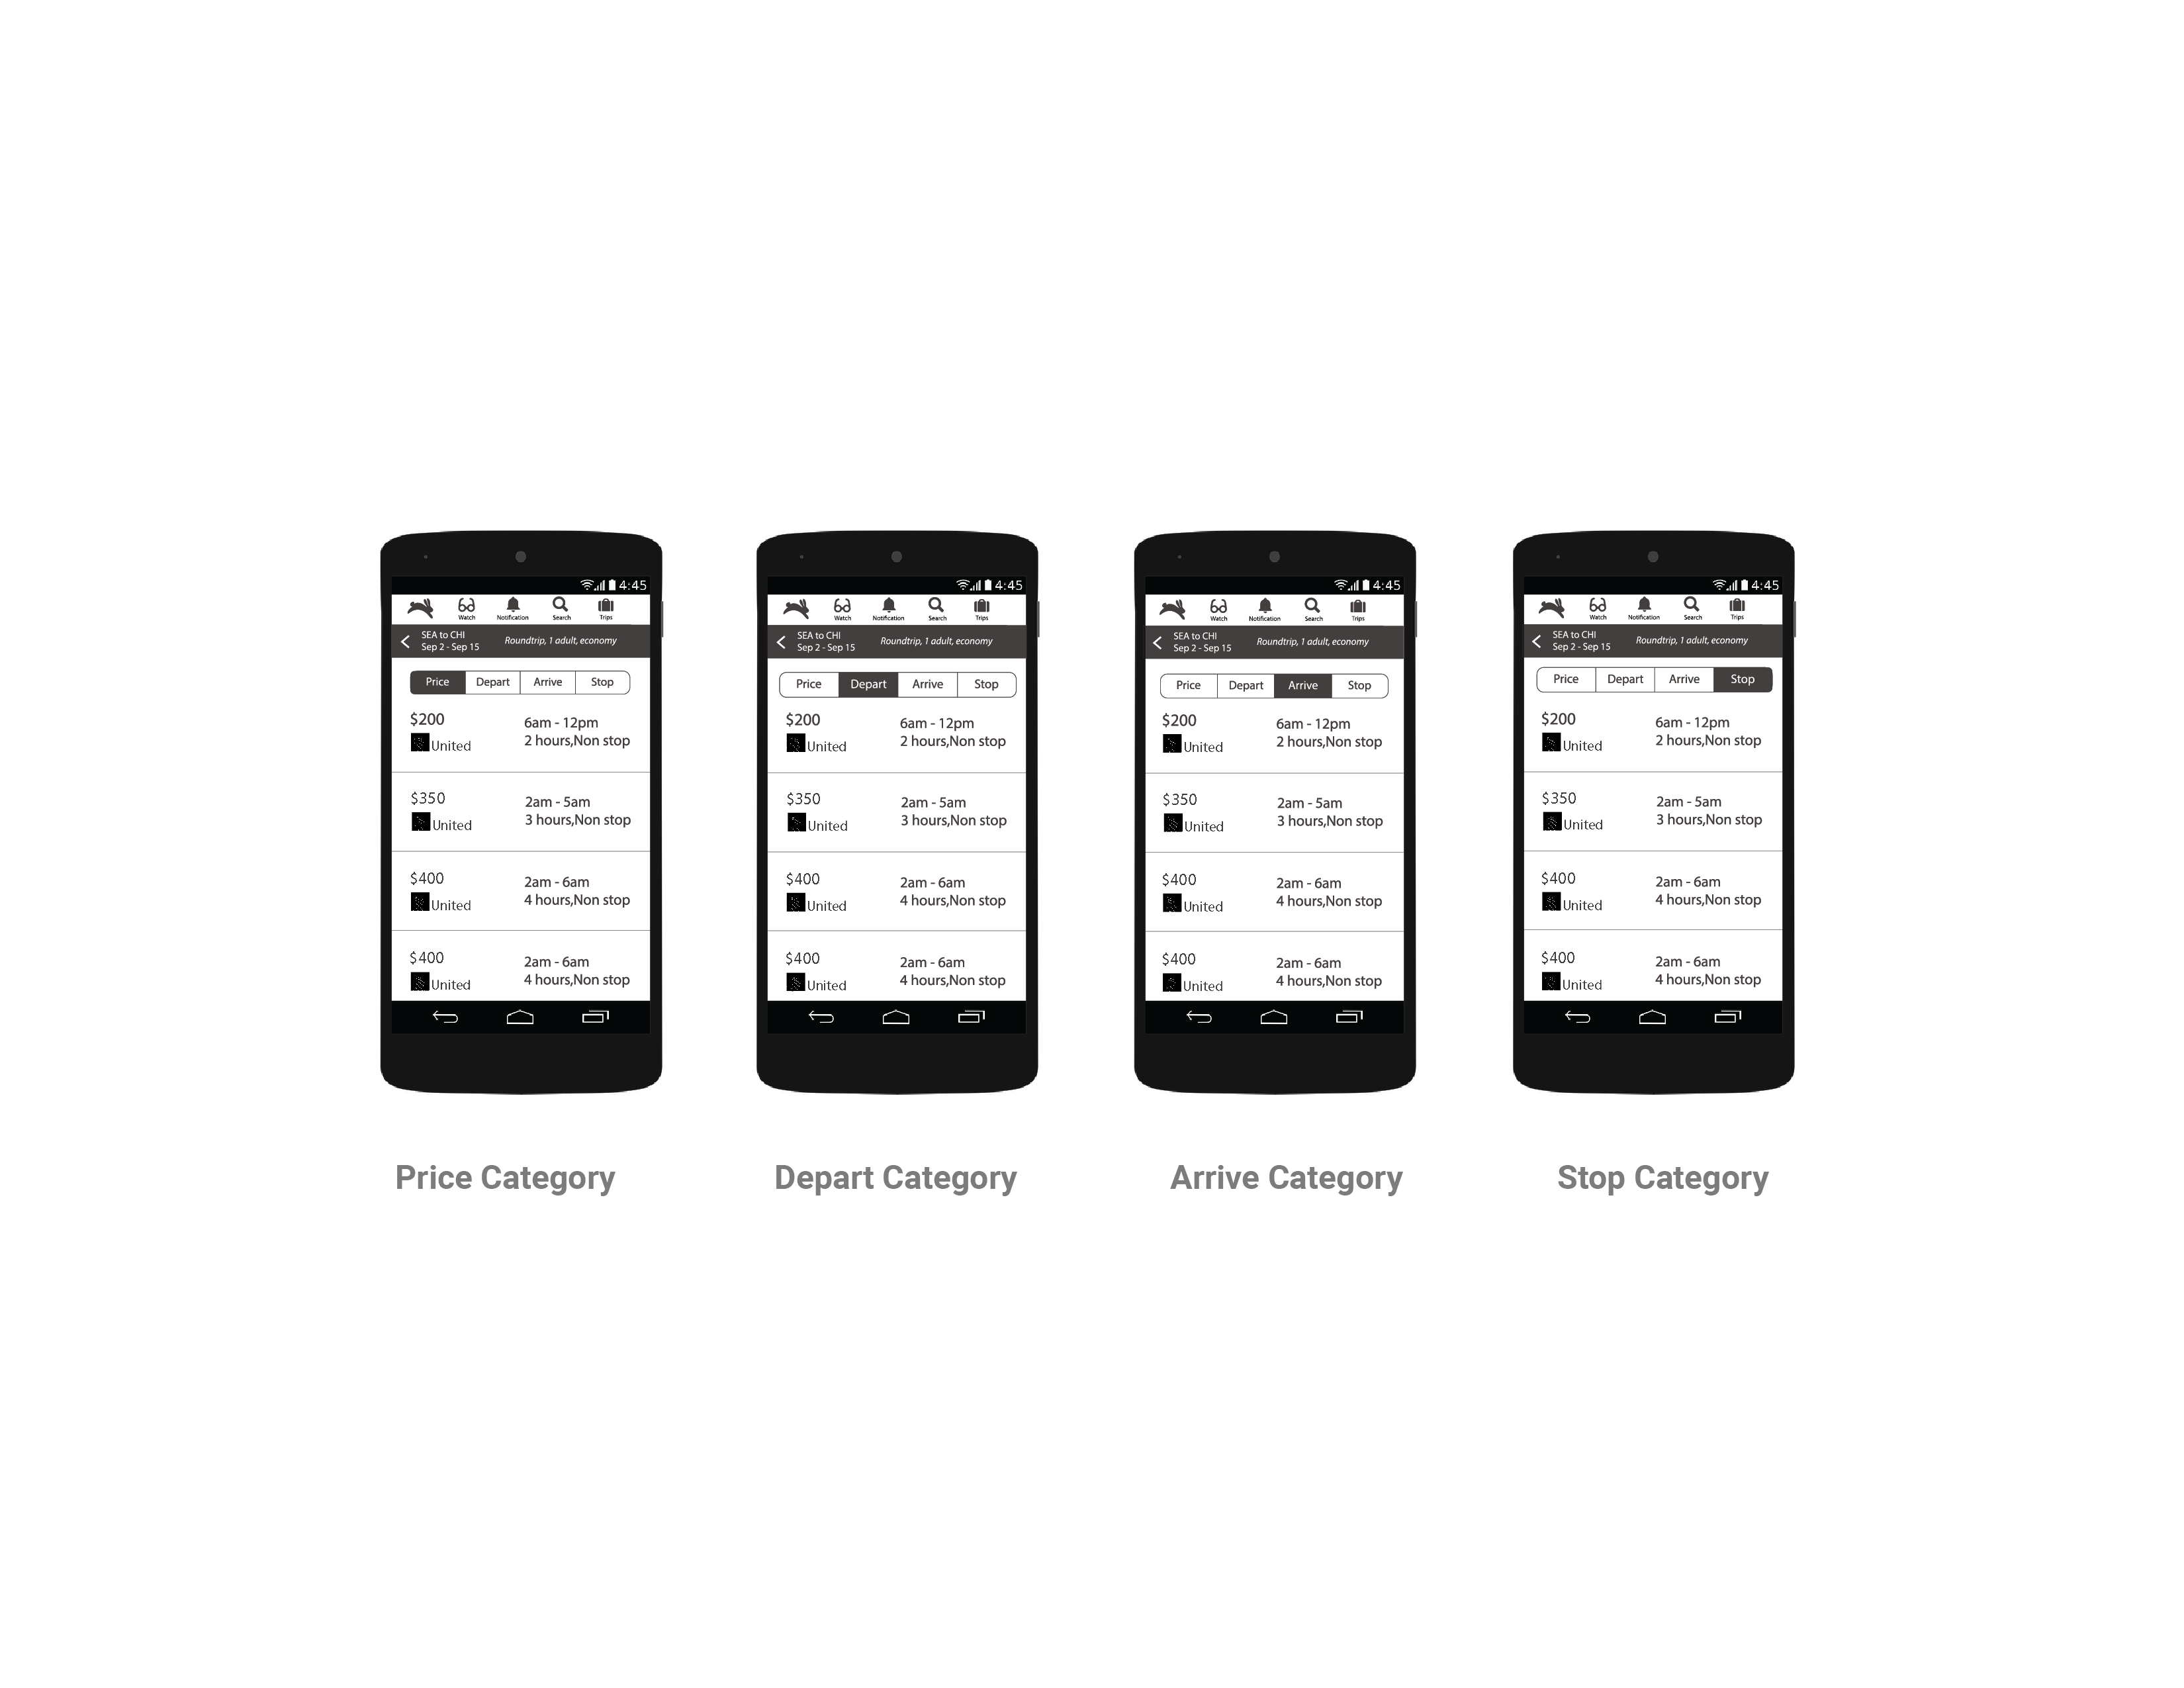 4:45
Watch Notification Search Trips
SEA to CHI
Sep 2 - Sep 15
Roundtrip, 1 adult, economy
Price Depart Arrive Stop
$200
United
6am - 12pm
2 hours,Non stop
$350
United
2am - 5am
3 hours,Non stop
$400
United
2am - 6am
4 hours,Non stop
$400
United
2am - 6am
4 hours,Non stop
Price Category
4:45
Watch Notification Search Trips
SEA to CHI
Sep 2 - Sep 15
Roundtrip, 1 adult, economy
Price Depart Arrive Stop
$200
United
6am - 12pm
2 hours,Non stop
$350
United
2am - 5am
3 hours,Non stop
$400
United
2am - 6am
4 hours,Non stop
$400
United
2am - 6am
4 hours,Non stop
Depart Category
4:45
Watch Notification Search Trips
SEA to CHI
Sep 2 - Sep 15
Roundtrip, 1 adult, economy
Price Depart Arrive Stop
$200
United
6am - 12pm
2 hours,Non stop
$350
United
2am - 5am
3 hours,Non stop
$400
United
2am - 6am
4 hours,Non stop
$400
United
2am - 6am
4 hours,Non stop
Arrive Category
4:45
Watch Notification Search Trips
SEA to CHI
Sep 2 - Sep 15
Roundtrip, 1 adult, economy
Price Depart Arrive Stop
$200
United
6am - 12pm
2 hours,Non stop
$350
United
2am - 5am
3 hours,Non stop
$400
United
2am - 6am
4 hours,Non stop
$400
United
2am - 6am
4 hours,Non stop
Stop Category